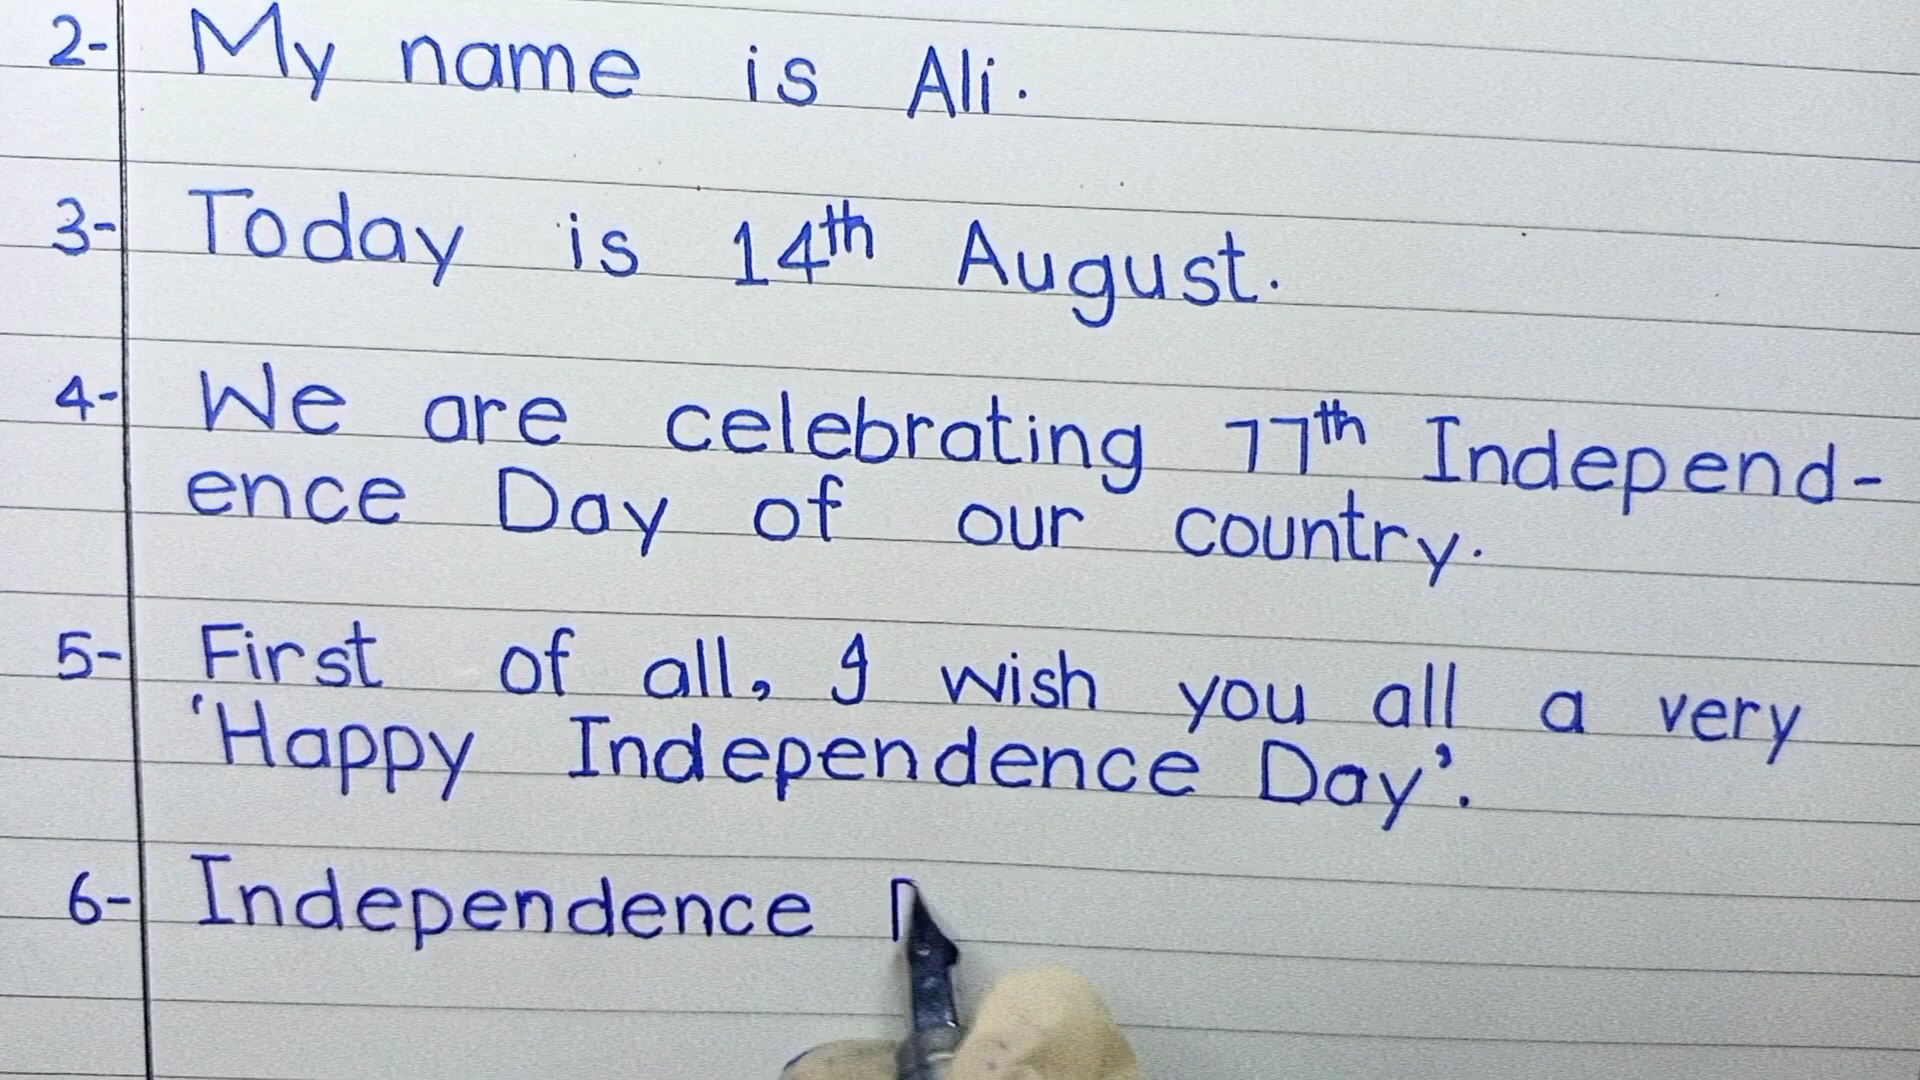 2- My name is Ali.
3- Today is 14th August.
4- We are celebrating 77th Independ-
ence Day of our country.
5- First of all, I wish you all a very
'Happy Independence Day'.
6- Independence